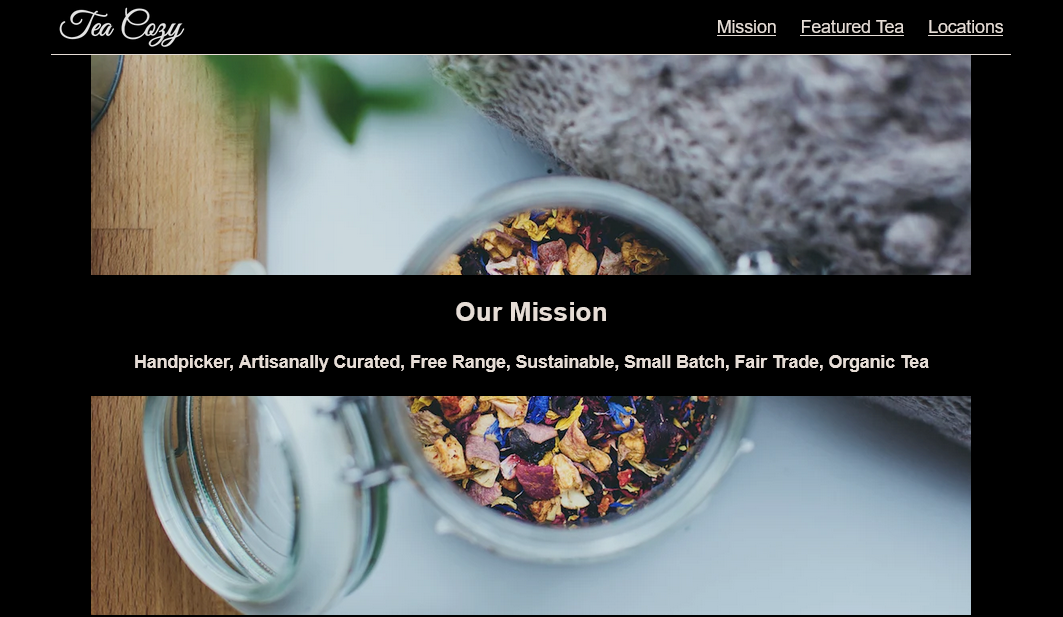 Tea Cozy
Mission Featured Tea Locations
Our Mission
Handpicker, Artisanally Curated, Free Range, Sustainable, Small Batch, Fair Trade, Organic Tea